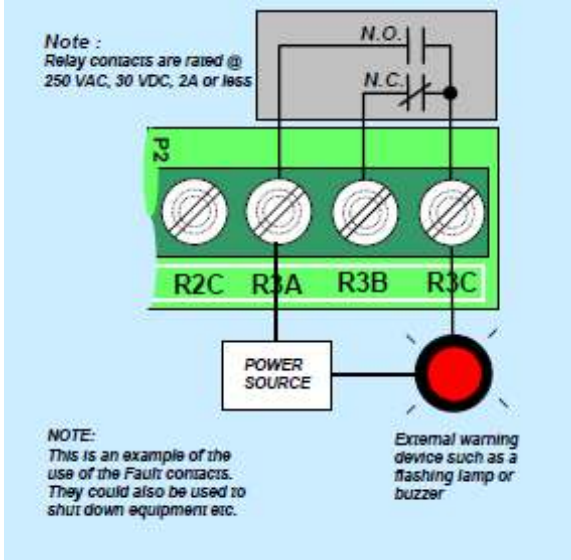 Note :
Relay contacts are rated @
250 VAC, 30 VDC, 2A or less
N.O.
N.C.
P2
R2C R3A R3B R3C
POWER
SOURCE
NOTE:
This is an example of the
use of the Fault contacts.
They could also be used to
shut down equipment etc.
External warning
device such as a
flashing lamp or
buzzer